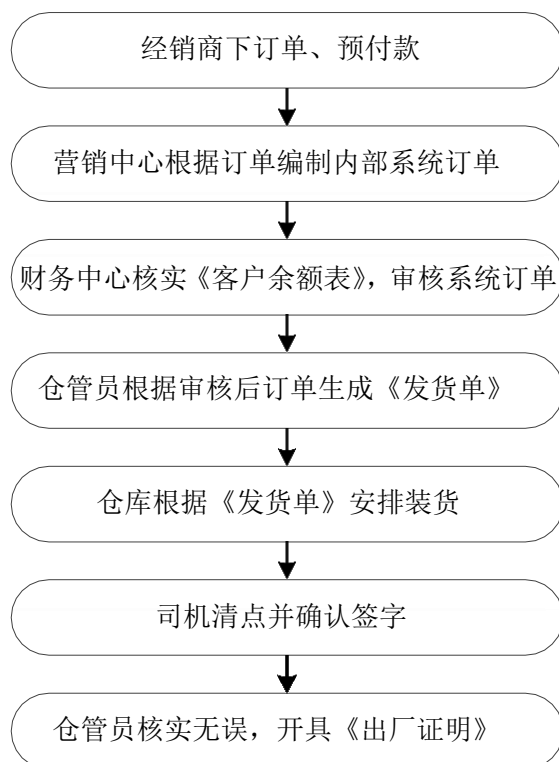 经销商下订单、预付款
营销中心根据订单编制内部系统订单
财务中心核实《客户余额表》，审核系统订单
仓管员根据审核后订单生成《发货单》
仓库根据《发货单》安排装货
司机清点并确认签字
仓管员核实无误，开具《出厂证明》